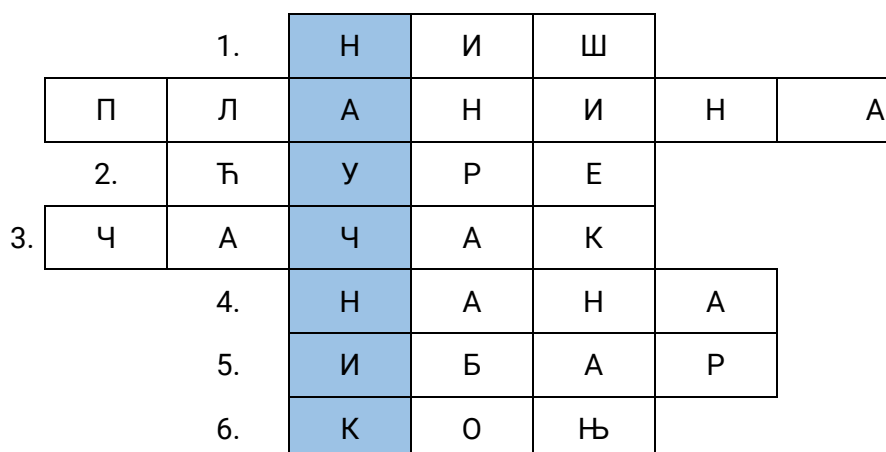 1. Н И Ш
П Л А Н И Н А
2. Ћ У Р Е
3. Ч А Ч А К
4. Н А Н А
5. И Б А Р
6. К О Њ